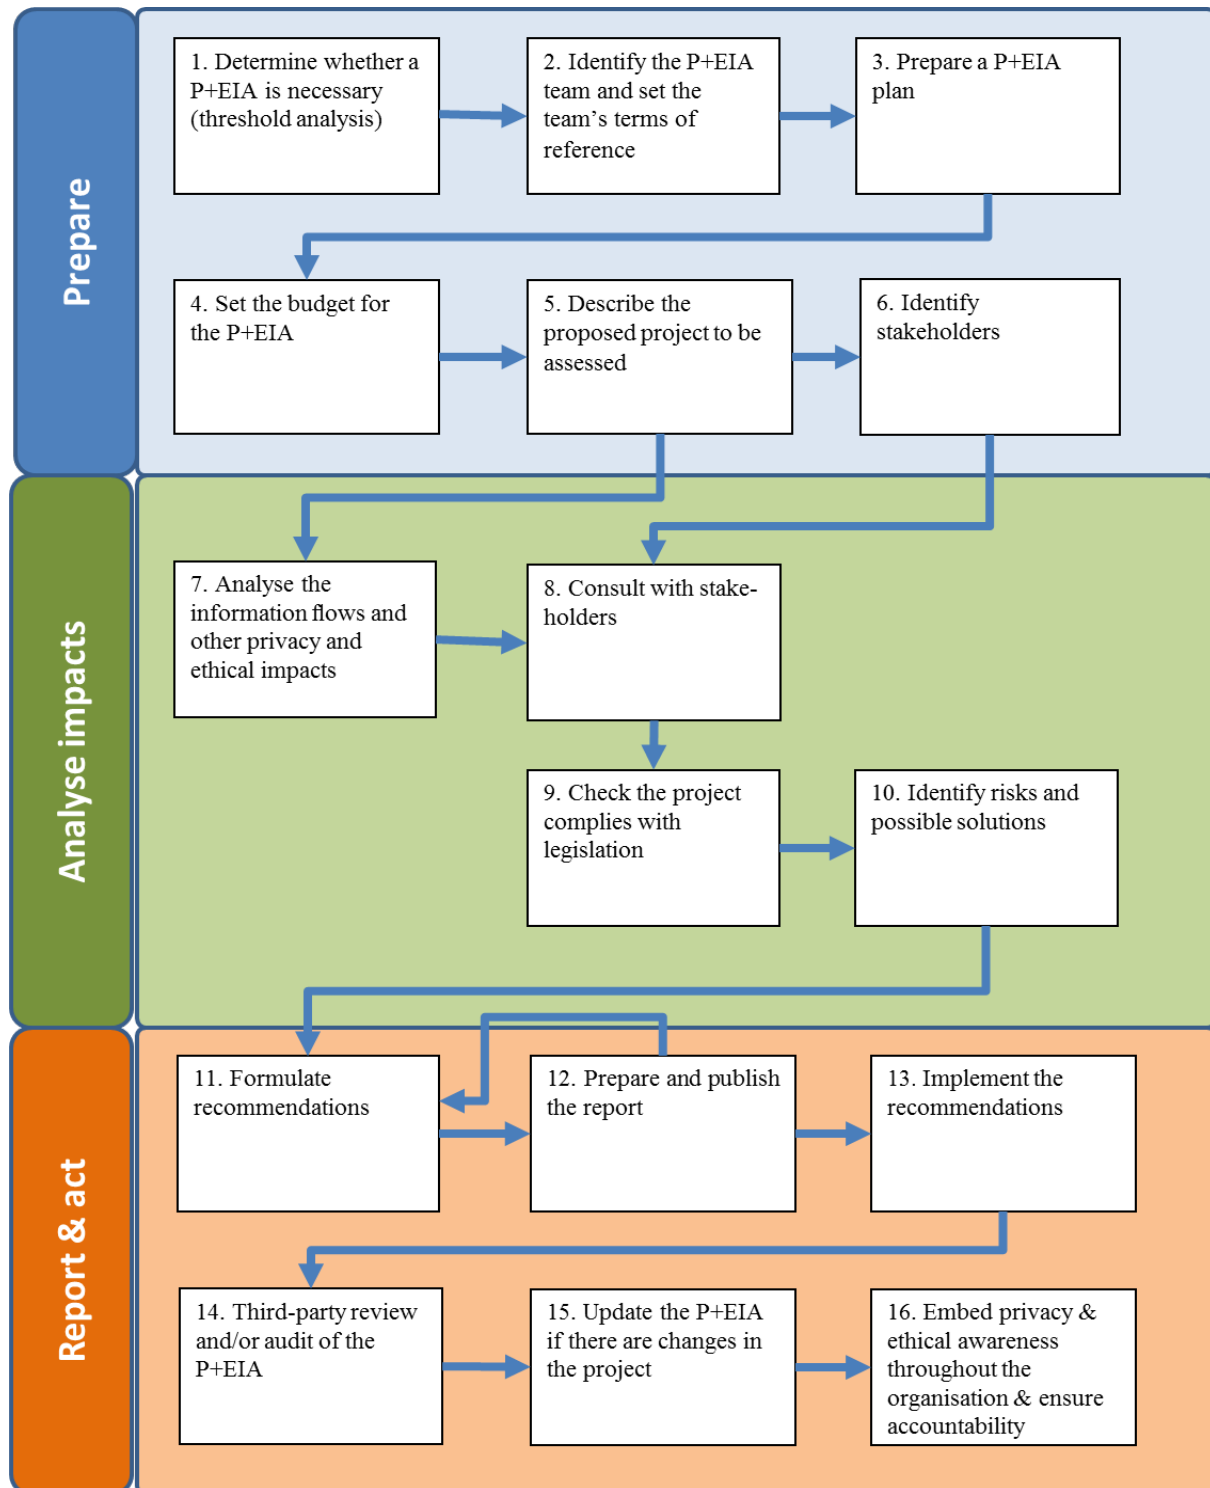 Prepare
1. Determine whether a
P+EIA is necessary
(threshold analysis)
2. Identify the P+EIA
team and set the
team's terms of
reference
3. Prepare a P+EIA
plan
4. Set the budget for
the P+EIA
5. Describe the
proposed project to be
assessed
6. Identify
stakeholders
Analyse impacts
7. Analyse the
information flows and
other privacy and
ethical impacts
8. Consult with stake-
holders
9. Check the project
complies with
legislation
10. Identify risks and
possible solutions
Report & act
11. Formulate
recommendations
12. Prepare and publish
the report
13. Implement the
recommendations
14. Third-party review
and/or audit of the
P+EIA
15. Update the P+EIA
if there are changes in
the project
16. Embed privacy &
ethical awareness
throughout the
organisation & ensure
accountability